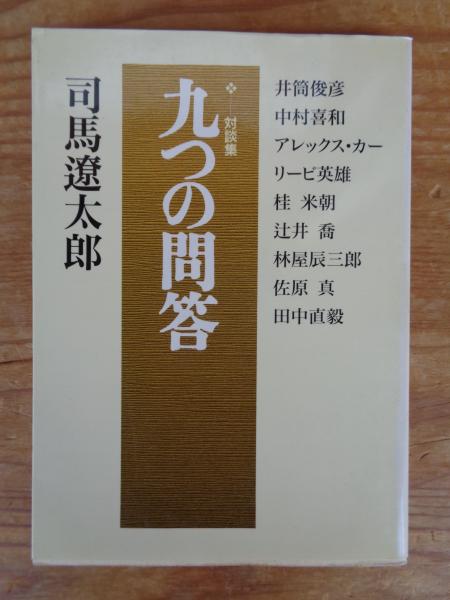 対談集
九つの問答
司馬遼太郎
井筒俊彦
中村喜和
アレックス・カー
リービ英雄
桂 米朝
辻井 喬
林屋辰三郎
佐原 真
田中直毅